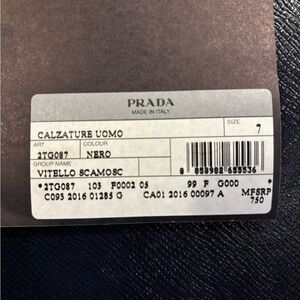 PRADA
MADE IN ITALY
CALZATURE UOMO
SIZE 7
ART COLOUR
2TG087 NERO
GROUP NAME
VITELLO SCAMOSC
8 058982 655536
*2TG087 103 F0002 05 99 F G000 *
C093 2016 01285 G CA01 2016 00097 A
MFSRP
750